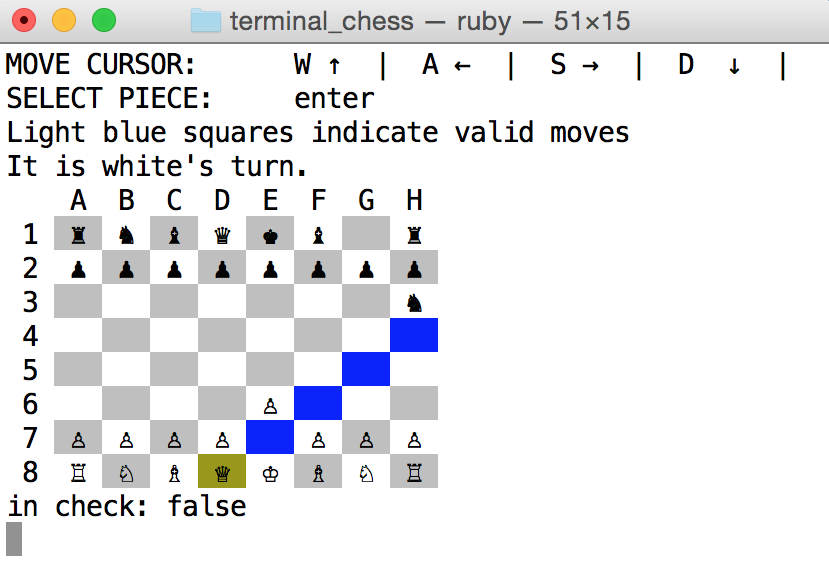 terminal_chess — ruby — 51×15
MOVE CURSOR: W ↑ | A ← | S → | D ↓ |
SELECT PIECE: enter
Light blue squares indicate valid moves
It is white's turn.
A B C D E F G H
1 ♜ ♞ ♝ ♛ ♚ ♝ ♜
2 ♟ ♟ ♟ ♟ ♟ ♟ ♟ ♟
3 ♞
4
5
6 ♙
7 ♙ ♙ ♙ ♙ ♙ ♙ ♙
8 ♖ ♘ ♗ ♛ ♔ ♗ ♘ ♖
in check: false